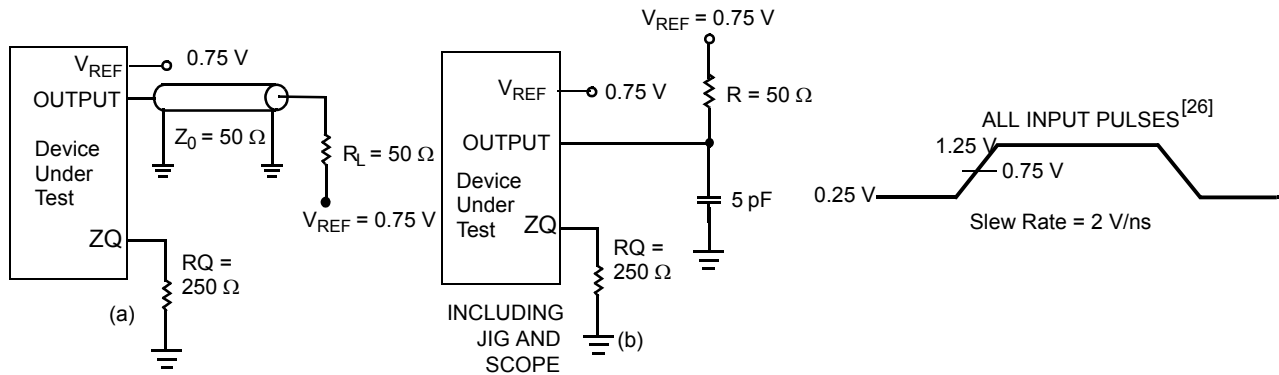 V_REF
0.75 V
OUTPUT
Z_0 = 50 Ω
Device
Under
Test
R_L = 50 Ω
V_REF = 0.75 V
ZQ
RQ =
250 Ω
(a)
V_REF = 0.75 V
R = 50 Ω
V_REF
0.75 V
OUTPUT
Device
Under
Test
5 pF
ZQ
RQ =
250 Ω
INCLUDING
JIG AND
SCOPE
(b)
ALL INPUT PULSES[26]
1.25 V
0.75 V
0.25 V
Slew Rate = 2 V/ns